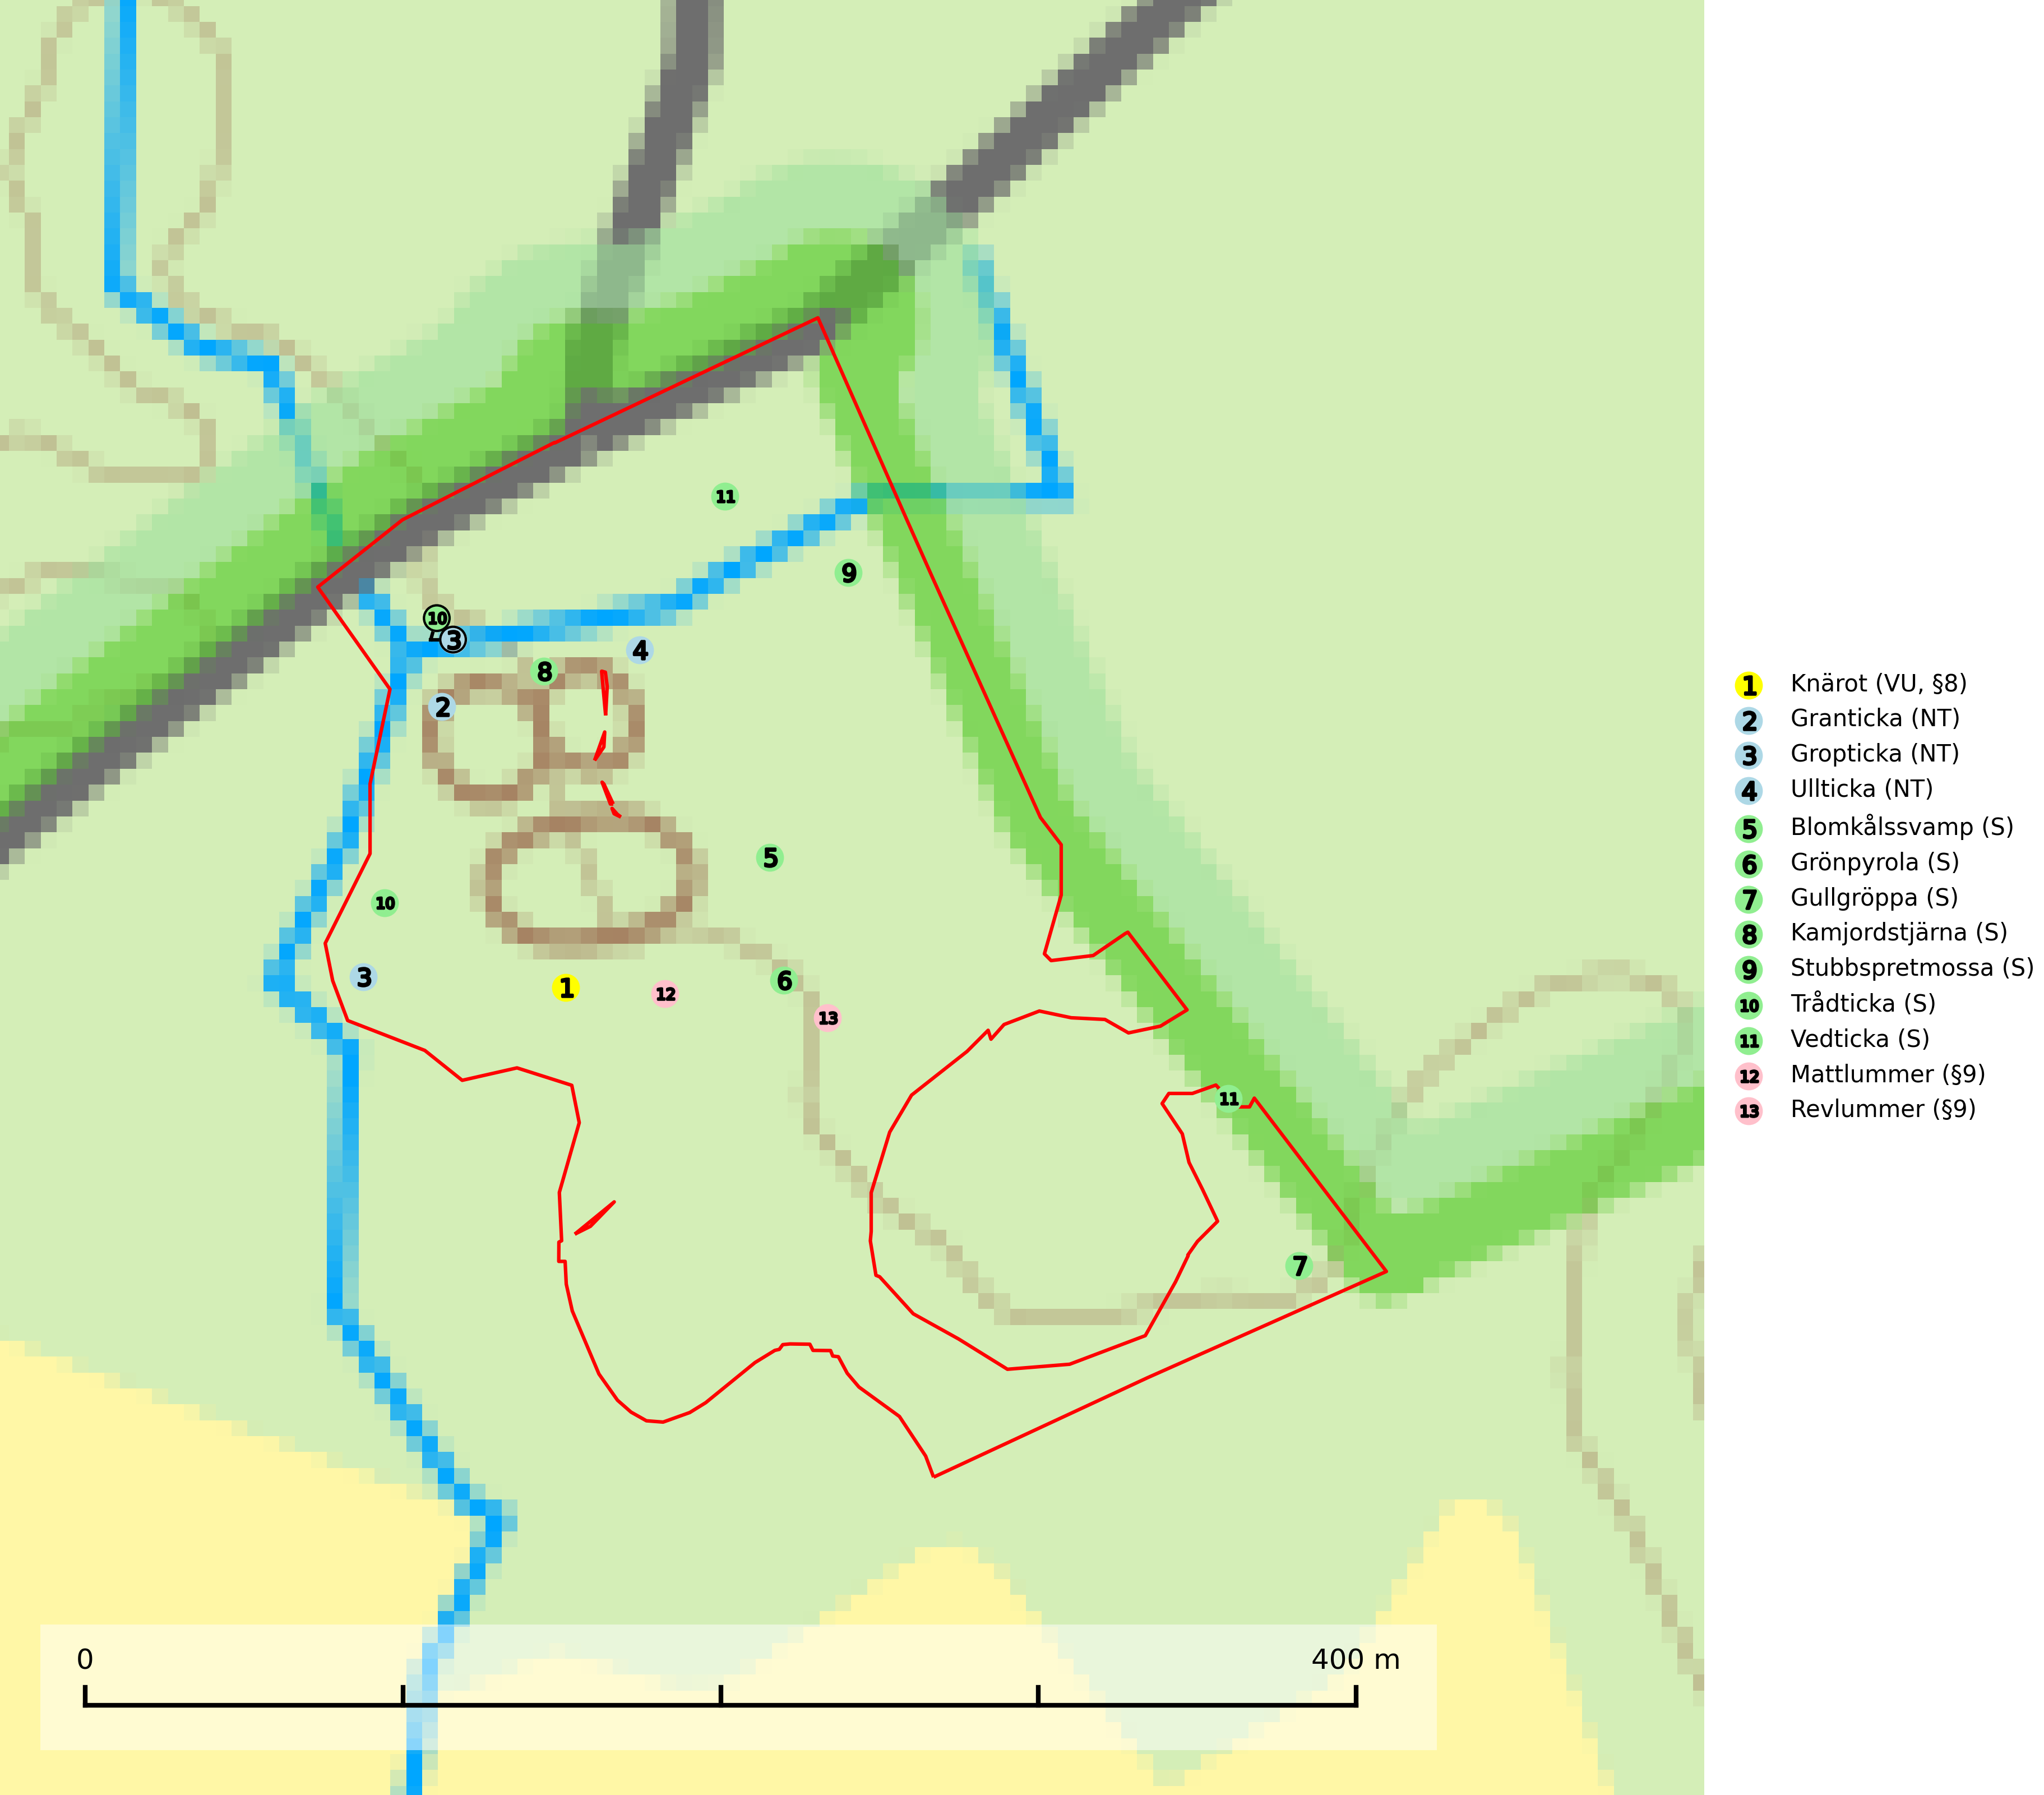 11
9
10
3
4
8
2
5
10
3
1
12
6
13
11
7
1 Knärot (VU, §8)
2 Granticka (NT)
3 Gropticka (NT)
4 Ullticka (NT)
5 Blomkålssvamp (S)
6 Grönpyrola (S)
7 Gullgröppa (S)
8 Kamjordstjärna (S)
9 Stubbspretmossa (S)
10 Trådticka (S)
11 Vedticka (S)
12 Mattlummer (§9)
13 Revlummer (§9)
0 400 m